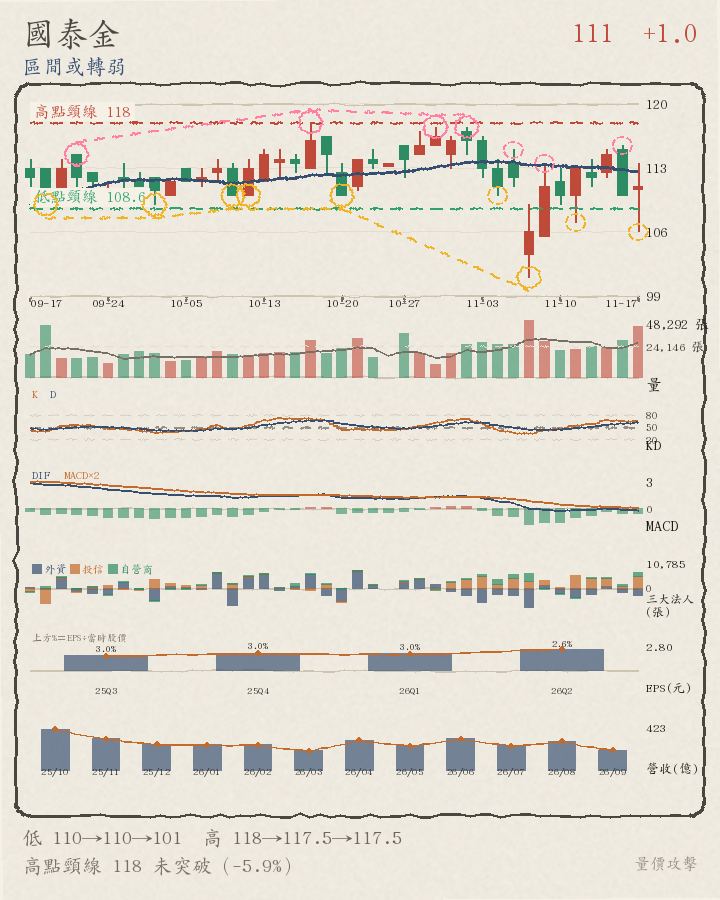 國泰金
111 +1.0
區間或轉弱
高點頸線 118
低點頸線 108.6
120
113
106
99
09-17 09-24 10-05 10-13 10-20 10-27 11-03 11-10 11-17
48,292 張
24,146 張
量
K D
80
50
20
KD
DIF MACD×2
3
0
MACD
外資 投信 自營商
10,785
0
三大法人
(張)
上方%=EPS÷當時股價
3.0% 3.0% 3.0% 2.6%
2.80
25Q3 25Q4 26Q1 26Q2
EPS(元)
423
25/10 25/11 25/12 26/01 26/02 26/03 26/04 26/05 26/06 26/07 26/08 26/09
營收(億)
低 110→110→101 高 118→117.5→117.5
高點頸線 118 未突破 (-5.9%)
量價攻擊